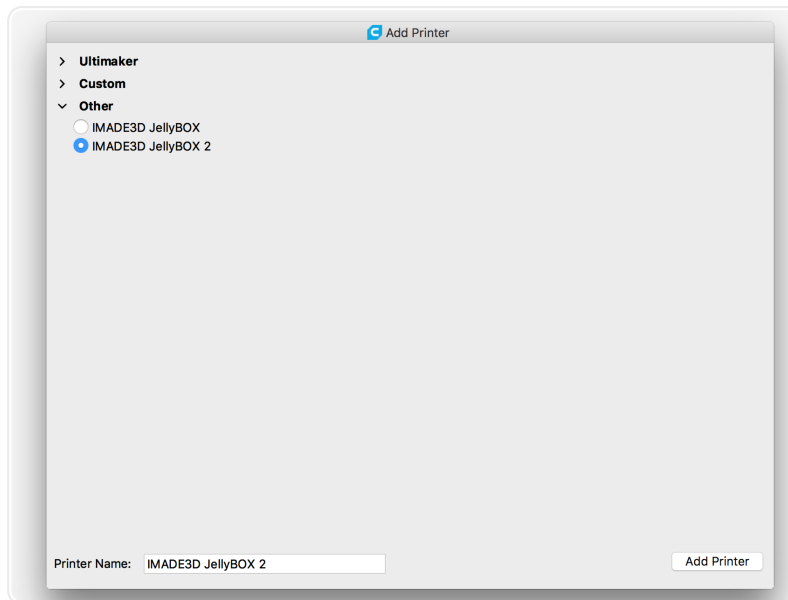 Add Printer
Ultimaker
Custom
Other
IMADE3D JellyBOX
IMADE3D JellyBOX 2
Printer Name: IMADE3D JellyBOX 2 Add Printer